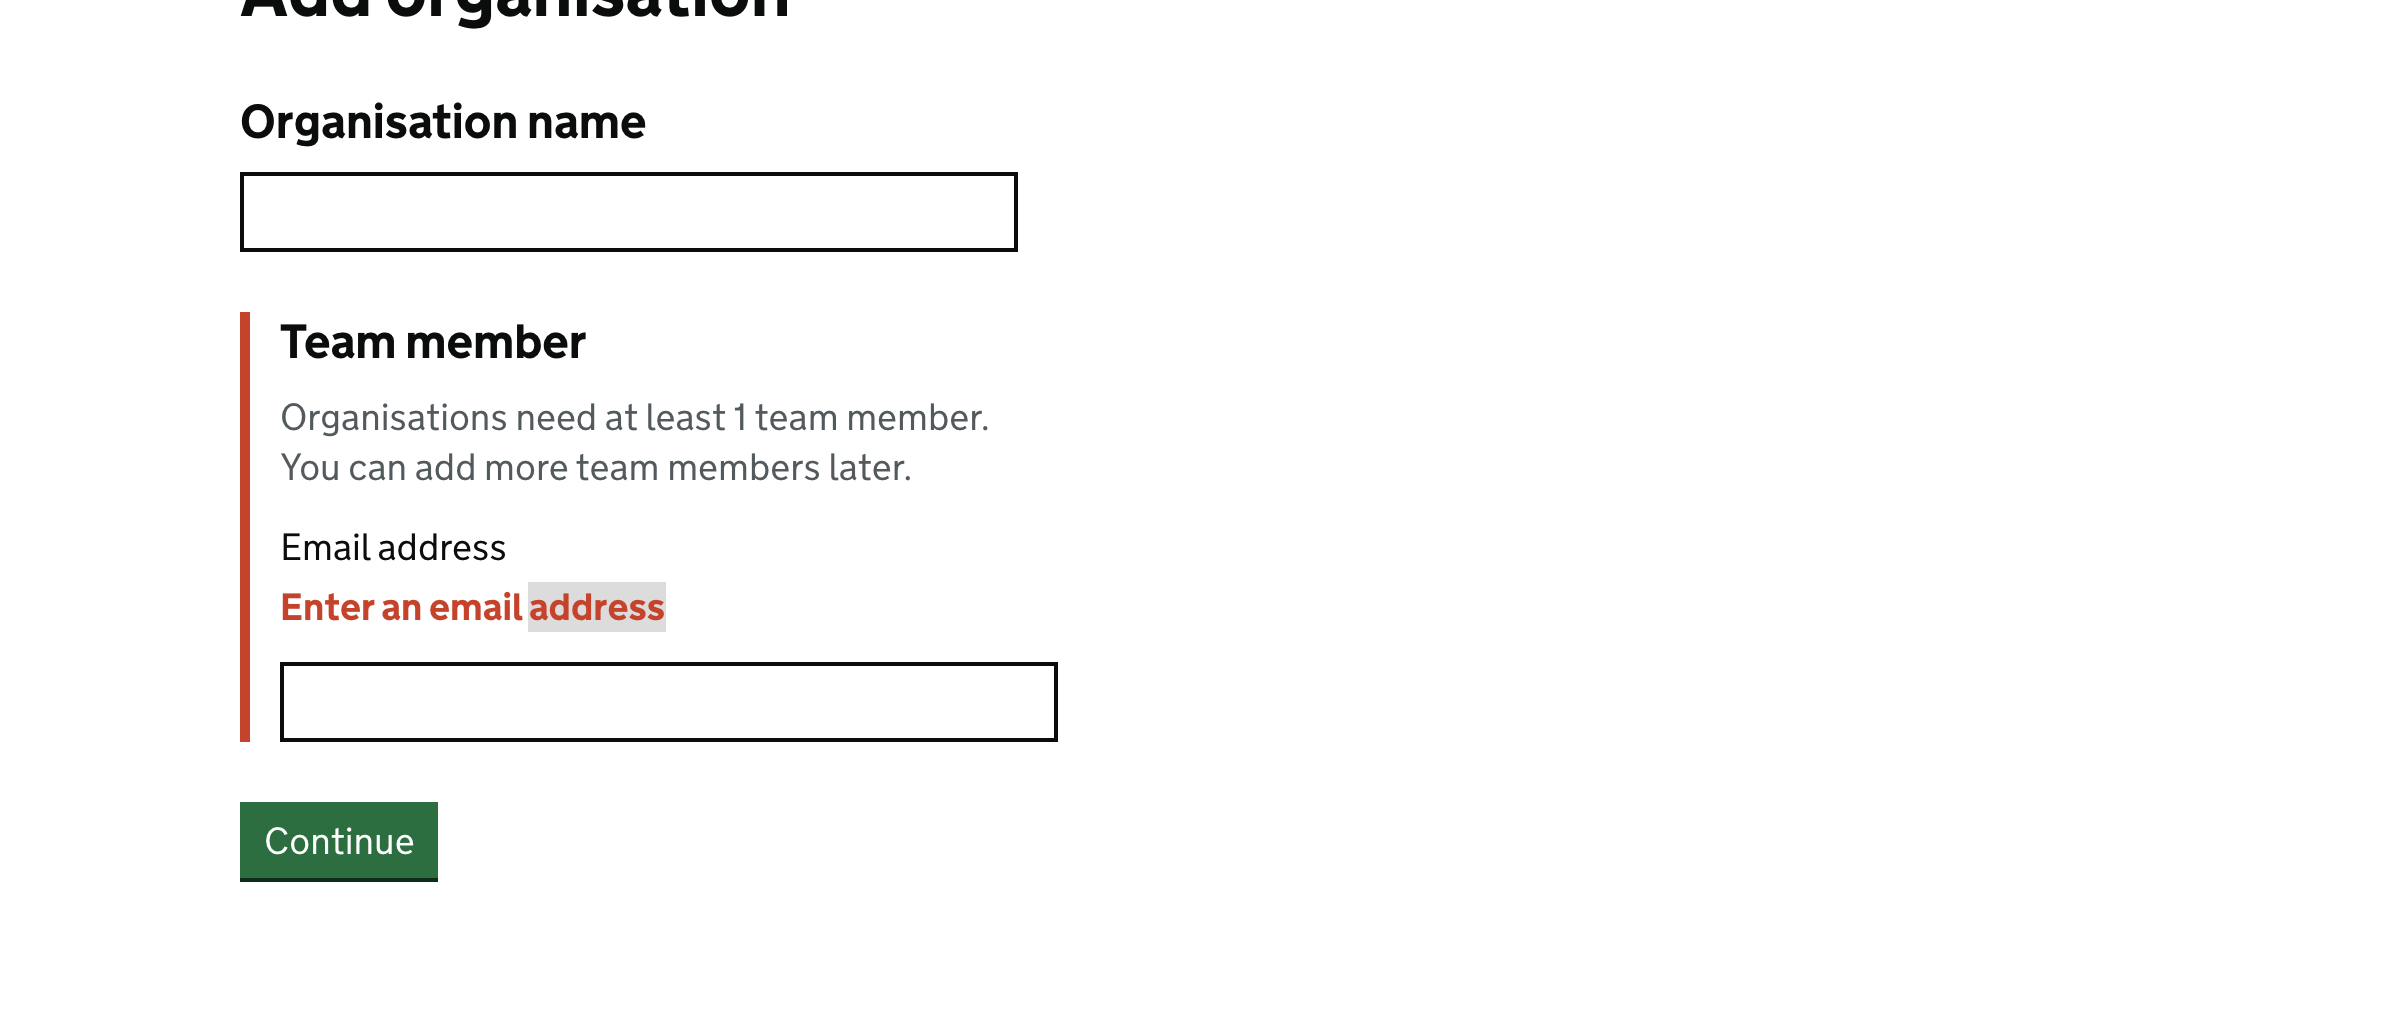 Add organisation
Organisation name
Team member
Organisations need at least 1 team member.
You can add more team members later.
Email address
Enter an email address
Continue